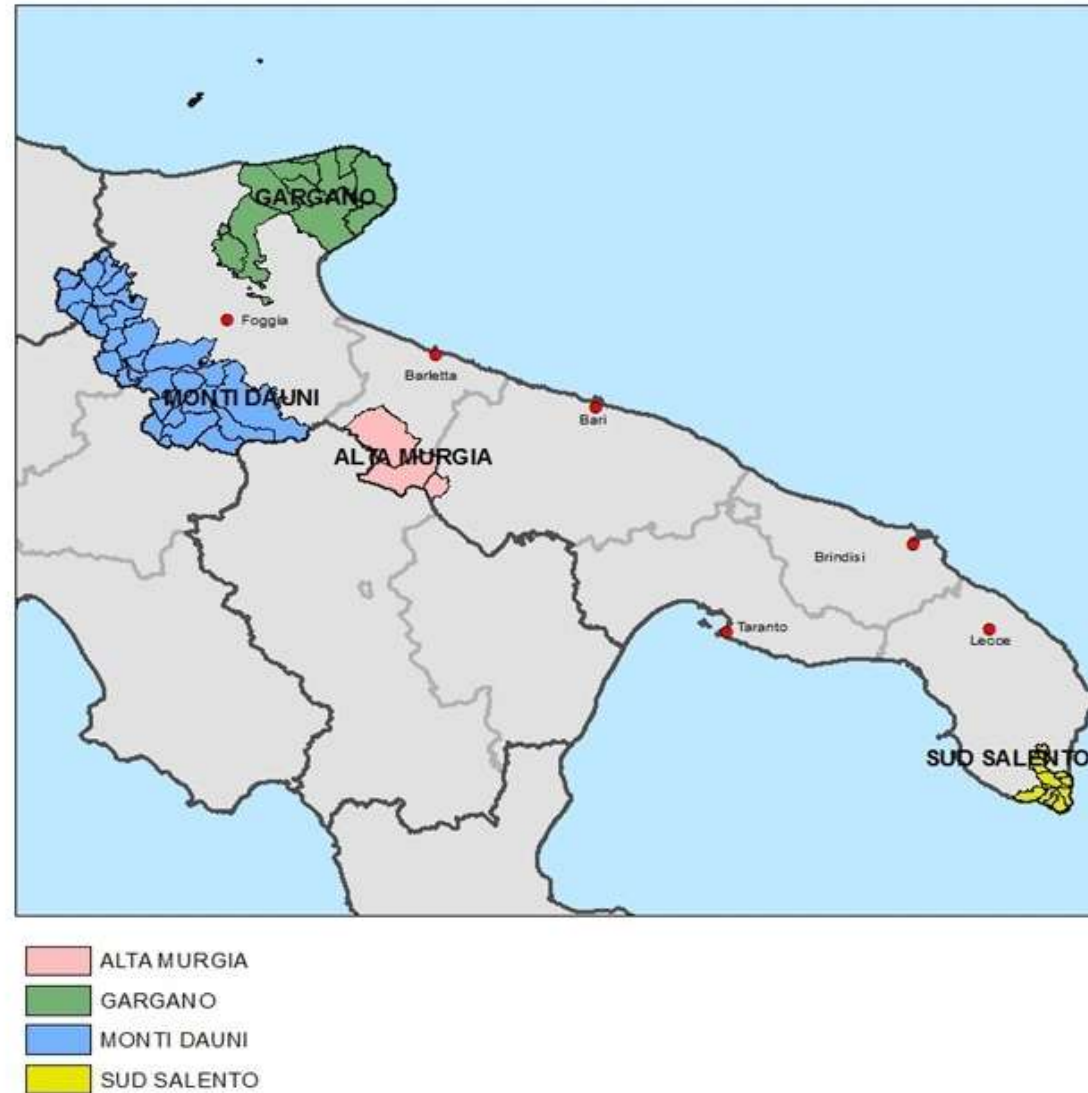 GARGANO
Foggia
Barletta
MONTI DAUNI
Bari
ALTA MURGIA
Brindisi
Taranto
Lecce
SUD SALENTO
ALTA MURGIA
GARGANO
MONTI DAUNI
SUD SALENTO